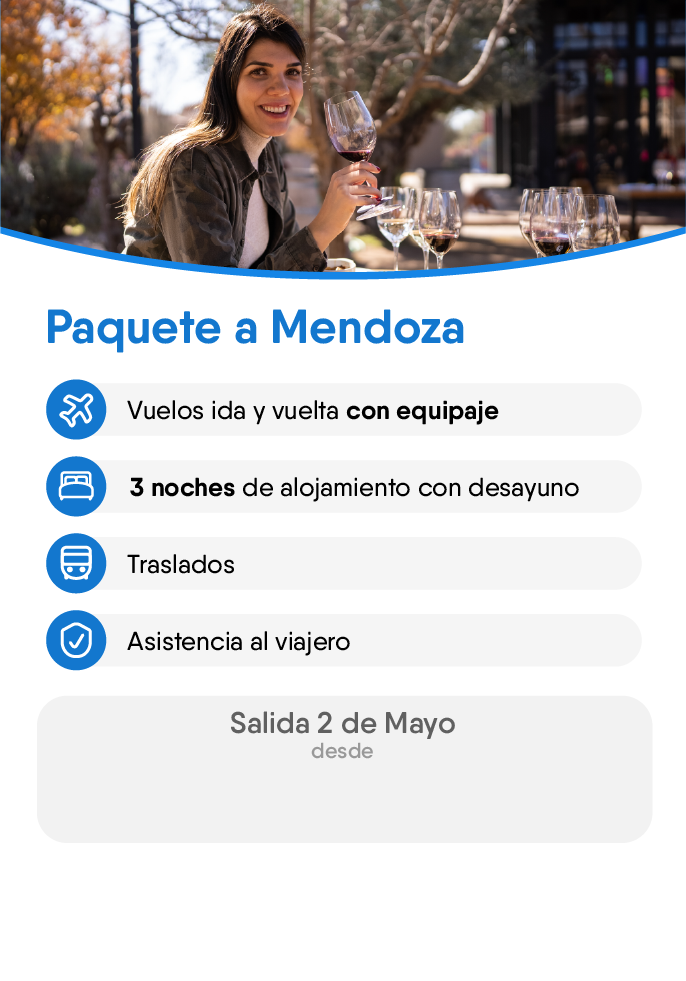 Paquete a Mendoza
Vuelos ida y vuelta con equipaje
3 noches de alojamiento con desayuno
Traslados
Asistencia al viajero
Salida 2 de Mayo
desde